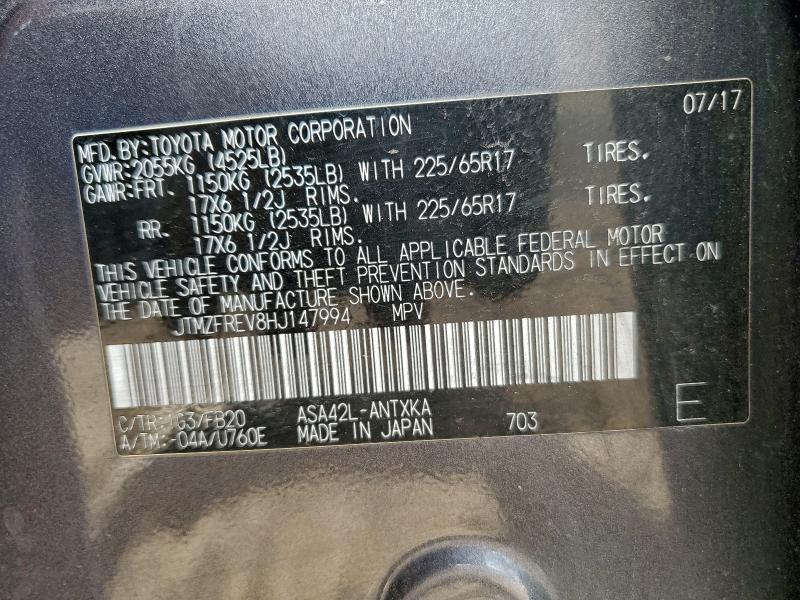 07/17
MFD.BY:TOYOTA MOTOR CORPORATION
GVWR:2055KG (4525LB)
GAWR:FRT. 1150KG (2535LB) WITH 225/65R17 TIRES.
17X6 1/2J RIMS.
RR. 1150KG (2535LB) WITH 225/65R17 TIRES.
17X6 1/2J RIMS.
THIS VEHICLE CONFORMS TO ALL APPLICABLE FEDERAL MOTOR
VEHICLE SAFETY AND THEFT PREVENTION STANDARDS IN EFFECT ON
THE DATE OF MANUFACTURE SHOWN ABOVE.
JTMZFREV8HJ147994 MPV
C/TR:1G3/FB20 ASA42L-ANTXKA
A/TM:-04A/U760E MADE IN JAPAN 703 E